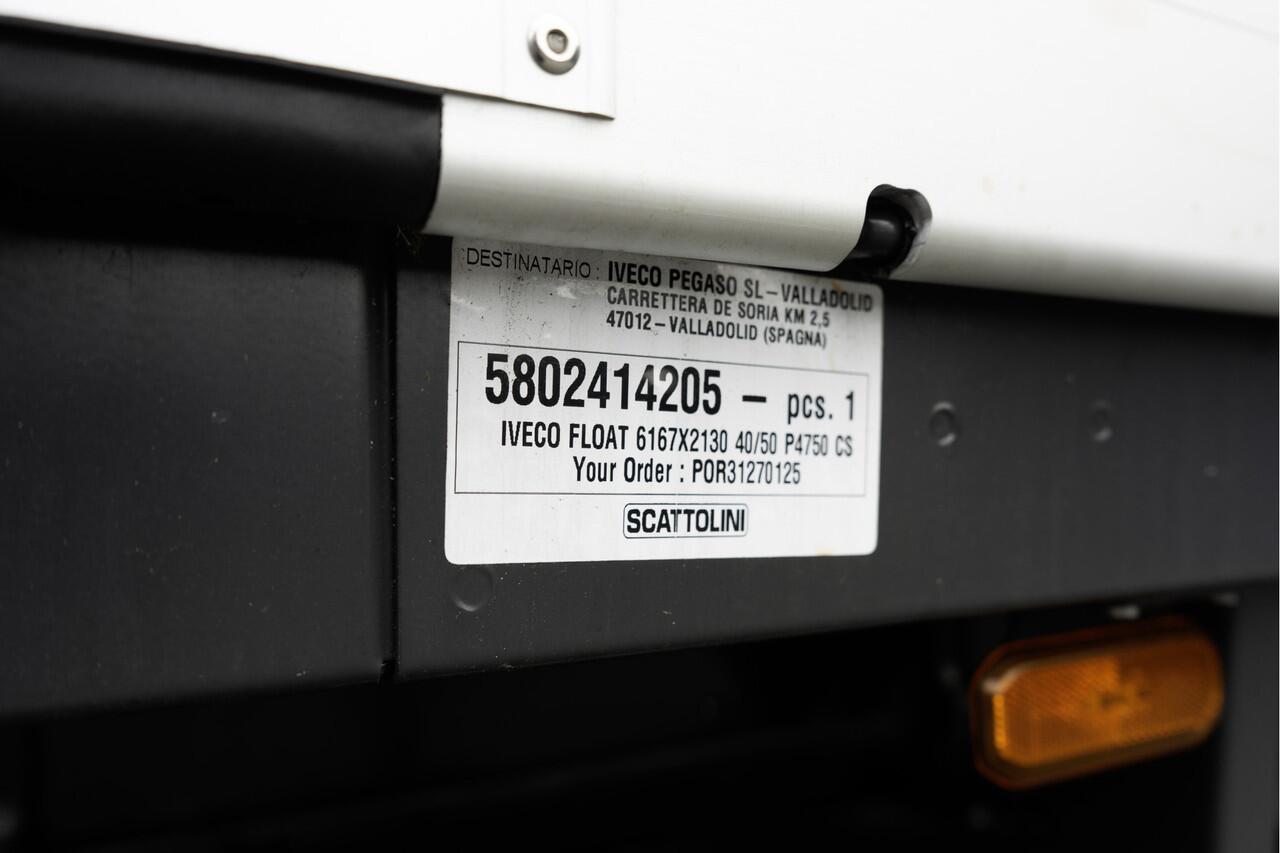 DESTINATARIO : IVECO PEGASO SL – VALLADOLID
CARRETTERA DE SORIA KM 2,5
47012 – VALLADOLID (SPAGNA)
5802414205 – pcs. 1
IVECO FLOAT 6167X2130 40/50 P4750 CS
Your Order : POR31270125
SCATTOLINI